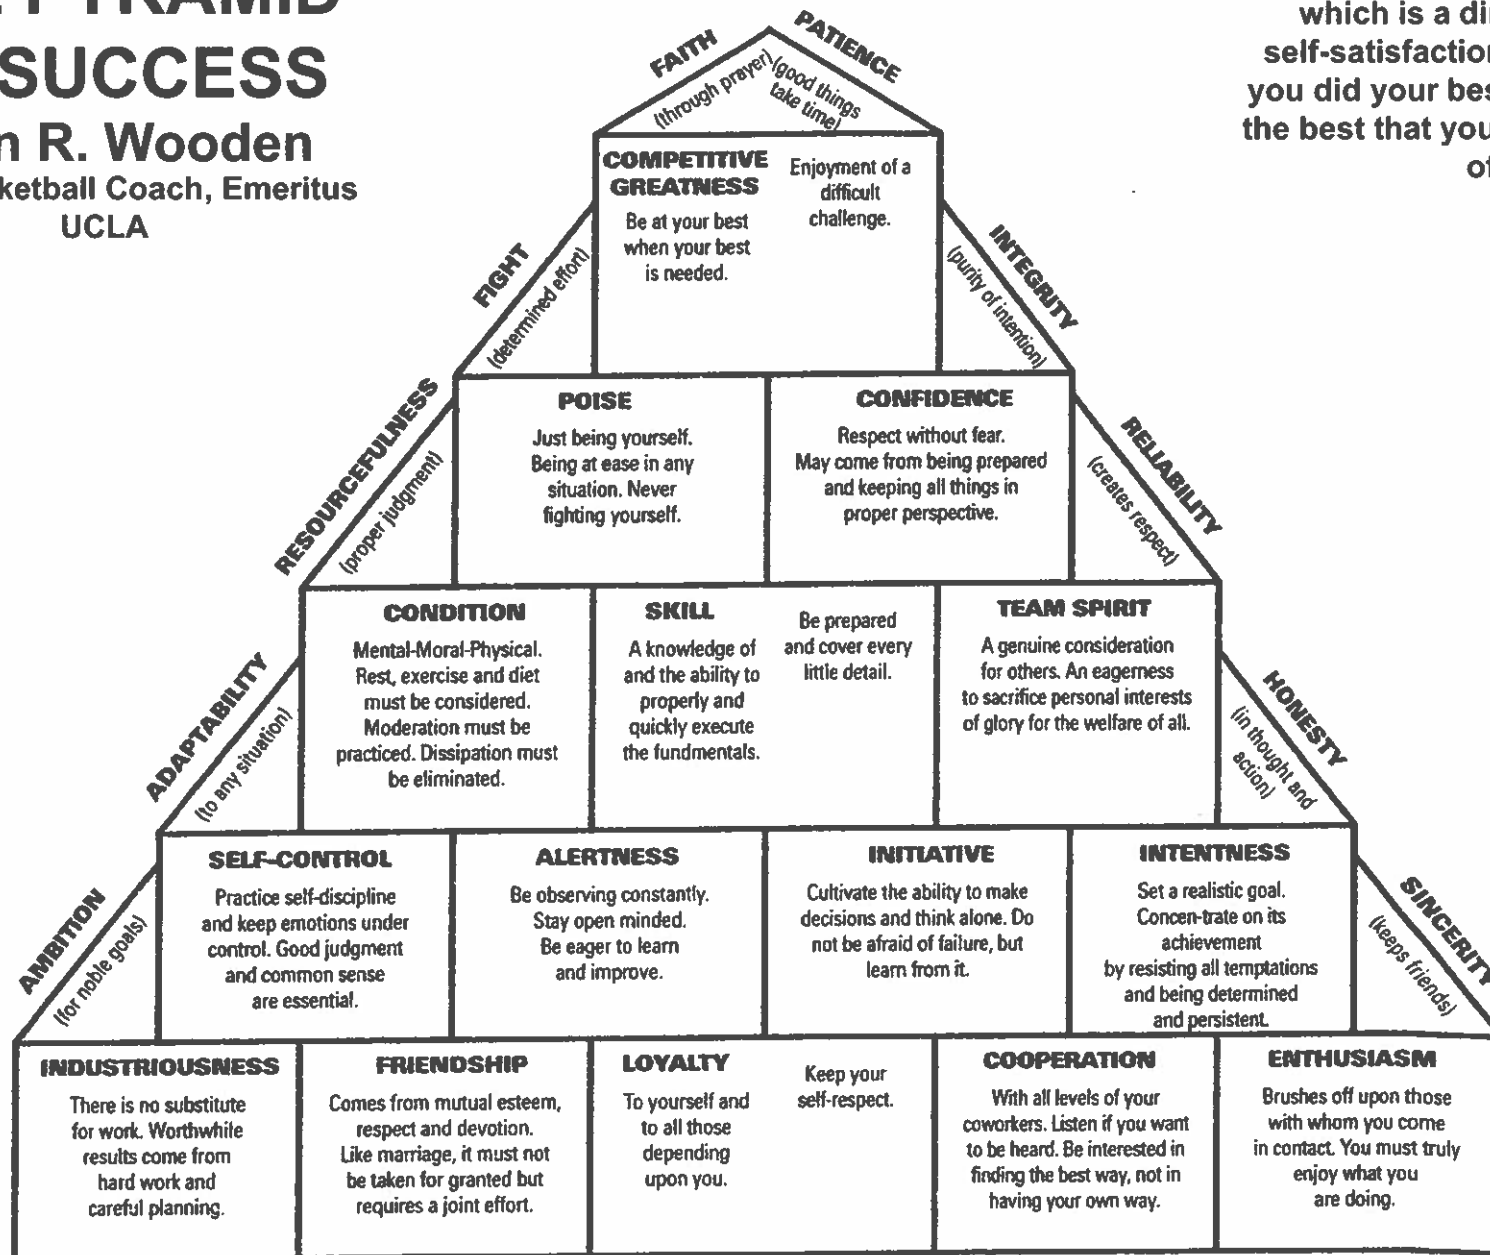 PYRAMID
SUCCESS
R. Wooden
Coach, Emeritus
UCLA
which is a
self-satisfaction
you did your
the best that you
FAITH
(through prayer)
PATIENCE
(good things
take time)
COMPETITIVE
GREATNESS
Be at your best
when your best
is needed.
Enjoyment of a
difficult
challenge.
FIGHT
(determined effort)
INTEGRITY
(purity of intention)
POISE
Just being yourself.
Being at ease in any
situation. Never
fighting yourself.
CONFIDENCE
Respect without fear.
May come from being prepared
and keeping all things in
proper perspective.
RESOURCEFULNESS
(proper judgment)
RELIABILITY
(creates respect)
CONDITION
Mental-Moral-Physical.
Rest, exercise and diet
must be considered.
Moderation must be
practiced. Dissipation must
be eliminated.
SKILL
A knowledge of
and the ability to
properly and
quickly execute
the fundmentals.
Be prepared
and cover every
little detail.
TEAM SPIRIT
A genuine consideration
for others. An eagerness
to sacrifice personal interests
of glory for the welfare of all.
ADAPTABILITY
(to any situation)
HONESTY
(in thought and
action)
SELF-CONTROL
Practice self-discipline
and keep emotions under
control. Good judgment
and common sense
are essential.
ALERTNESS
Be observing constantly.
Stay open minded.
Be eager to learn
and improve.
INITIATIVE
Cultivate the ability to make
decisions and think alone. Do
not be afraid of failure, but
learn from it.
INTENTNESS
Set a realistic goal.
Concen-trate on its
achievement
by resisting all temptations
and being determined
and persistent.
AMBITION
(for noble goals)
SINCERITY
(keeps friends)
INDUSTRIOUSNESS
There is no substitute
for work. Worthwhile
results come from
hard work and
careful planning.
FRIENDSHIP
Comes from mutual esteem,
respect and devotion.
Like marriage, it must not
be taken for granted but
requires a joint effort.
LOYALTY
To yourself and
to all those
depending
upon you.
Keep your
self-respect.
COOPERATION
With all levels of your
coworkers. Listen if you want
to be heard. Be interested in
finding the best way, not in
having your own way.
ENTHUSIASM
Brushes off upon those
with whom you come
in contact. You must truly
enjoy what you
are doing.